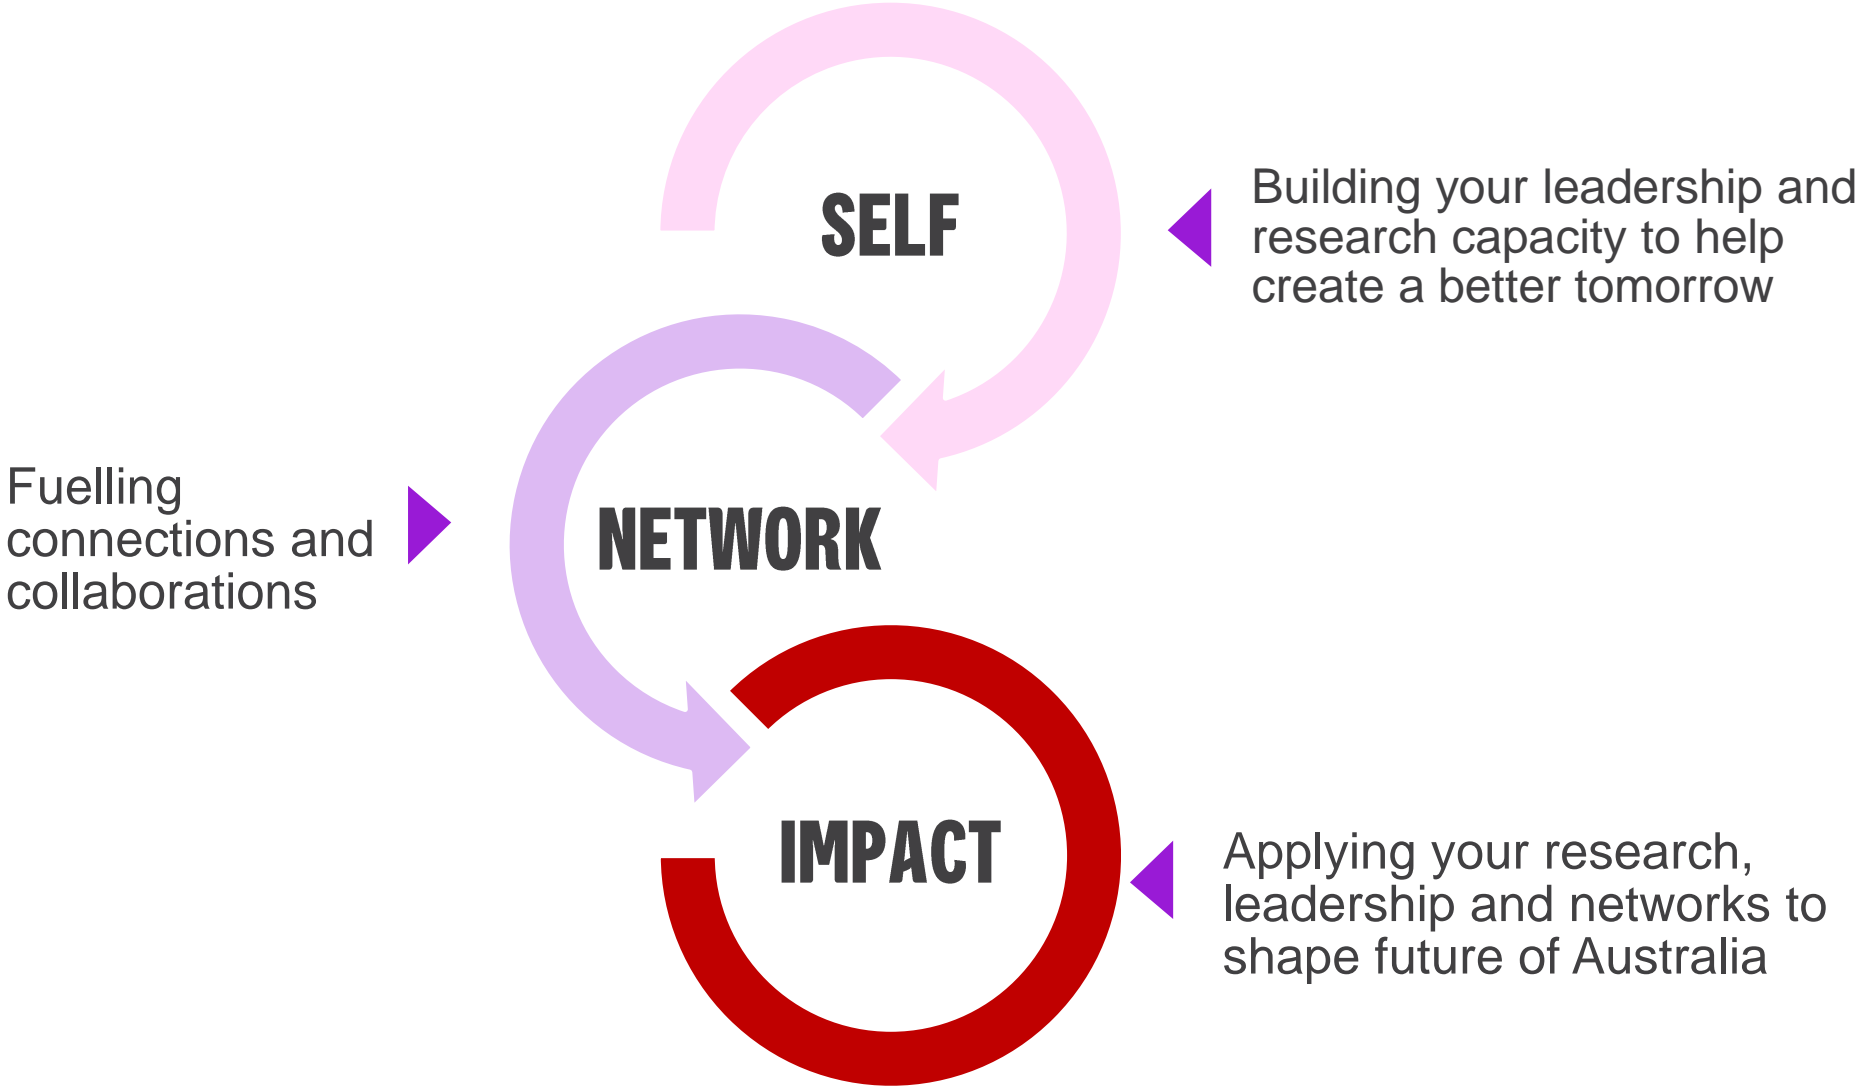 SELF
Building your leadership and
research capacity to help
create a better tomorrow
Fuelling
connections and
collaborations
NETWORK
IMPACT
Applying your research,
leadership and networks to
shape future of Australia